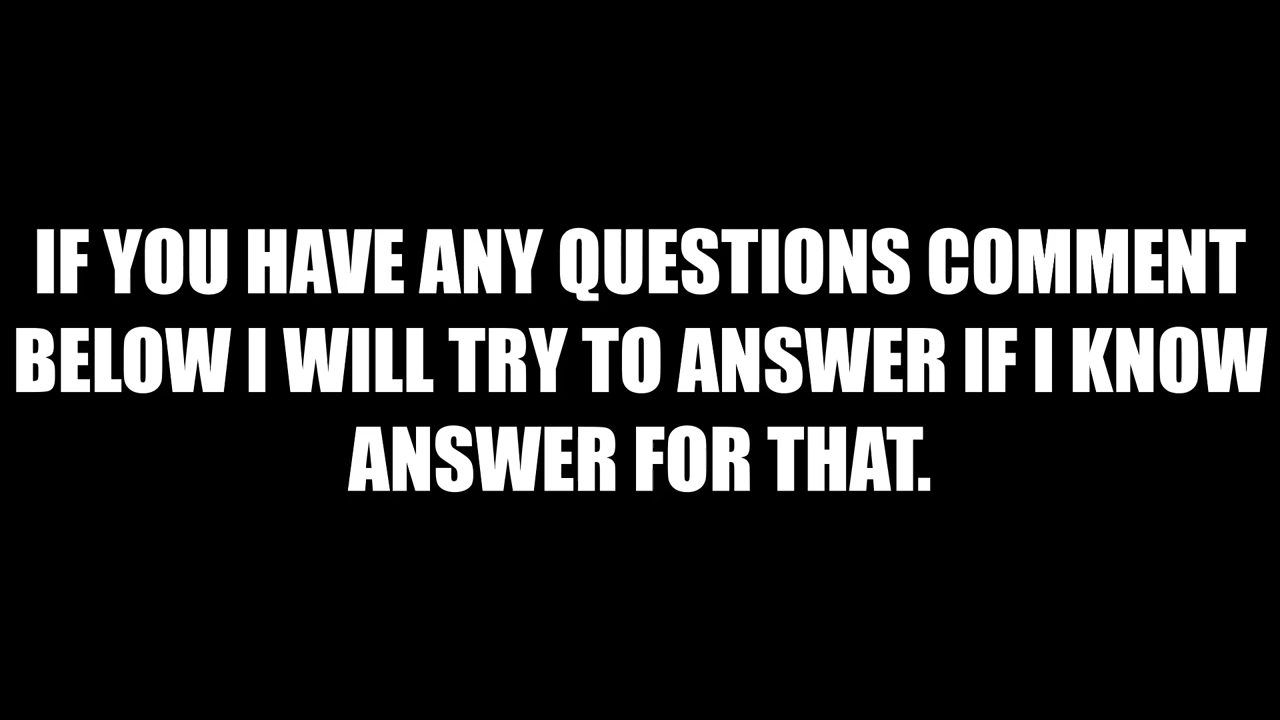 IF YOU HAVE ANY QUESTIONS COMMENT
BELOW I WILL TRY TO ANSWER IF I KNOW
ANSWER FOR THAT.